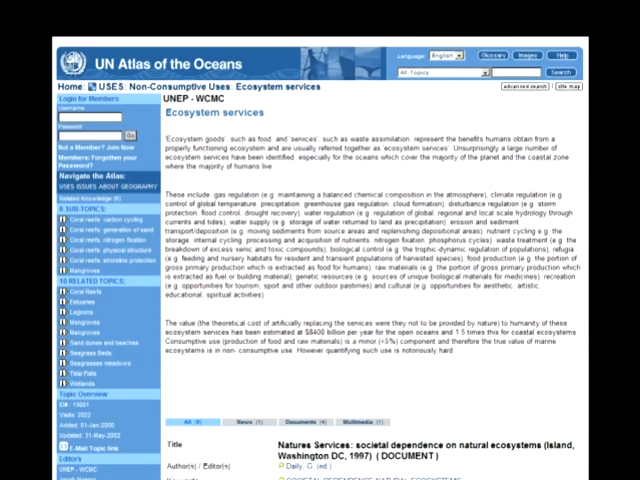 UN Atlas of the Oceans
Language: English
Glossary Images Help
All Topics
Search
Home: USES: Non-Consumptive Uses: Ecosystem services
advanced search site map
Login for Members
Username
Password
Go
Not a Member? Join Now
Members: Forgotten your
Password?
Navigate the Atlas:
USES ISSUES ABOUT GEOGRAPHY
Related Knowledge (6)
6 SUB-TOPICS:
Coral reefs: carbon cycling
Coral reefs: generation of sand
Coral reefs: nitrogen fixation
Coral reefs: physical structure
Coral reefs: shoreline protection
Mangroves
10 RELATED TOPICS:
Coral Reefs
Estuaries
Lagoons
Mangroves
Mangroves
Sand dunes and beaches
Seagrass Beds
Seagrasses meadows
Tidal Flats
Wetlands
Topic Overview
ID# : 19021
Visits: 2022
Added: 01-Jan-2000
Updated: 31-May-2002
E-Mail Topic link
Editors
UNEP - WCMC
UNEP - WCMC
Ecosystem services
'Ecosystem goods', such as food, and 'services', such as waste assimilation, represent the benefits humans obtain from a
properly functioning ecosystem and are usually referred together as 'ecosystem services'. Unsurprisingly a large number of
ecosystem services have been identified, especially for the oceans which cover the majority of the planet and the coastal zone
where the majority of humans live
These include: gas regulation (e.g. maintaining a balanced chemical composition in the atmosphere), climate regulation (e.g.
control of global temperature, precipitation, greenhouse gas regulation, cloud formation), disturbance regulation (e.g. storm
protection, flood control, drought recovery), water regulation (e.g. regulation of global, regional and local scale hydrology through
currents and tides), water supply (e.g. storage of water returned to land as precipitation), erosion and sediment
transport/deposition (e.g. moving sediments from source areas and replenishing depositional areas), nutrient cycling (e.g. the
storage, internal cycling, processing and acquisition of nutrients, nitrogen fixation, phosphorus cycles), waste treatment (e.g. the
breakdown of excess xenic and toxic compounds), biological control (e.g. the trophic-dynamic regulation of populations), refugia
(e.g. feeding and nursery habitats for resident and transient populations of harvested species), food production (e.g. the portion of
gross primary production which is extracted as food for humans), raw materials (e.g. the portion of gross primary production which
is extracted as fuel or building material), genetic resources (e.g. sources of unique biological materials for medicines), recreation
(e.g. opportunities for tourism, sport and other outdoor pastimes) and cultural (e.g. opportunities for aesthetic, artistic,
educational, spiritual activities)
The value (the theoretical cost of artificially replacing the services were they not to be provided by nature) to humanity of these
ecosystem services has been estimated at $8400 billion per year for the open oceans and 1.5 times this for coastal ecosystems
Consumptive use (production of food and raw materials) is a minor (<5%) component and therefore the true value of marine
ecosystems is in non- consumptive use. However quantifying such use is notoriously hard
All (9) News (1) Documents (4) Multimedia (1)
Title Natures Services: societal dependence on natural ecosystems (Island,
Washington DC, 1997) ( DOCUMENT )
Author(s) / Editor(s) Daily, G. (ed.)